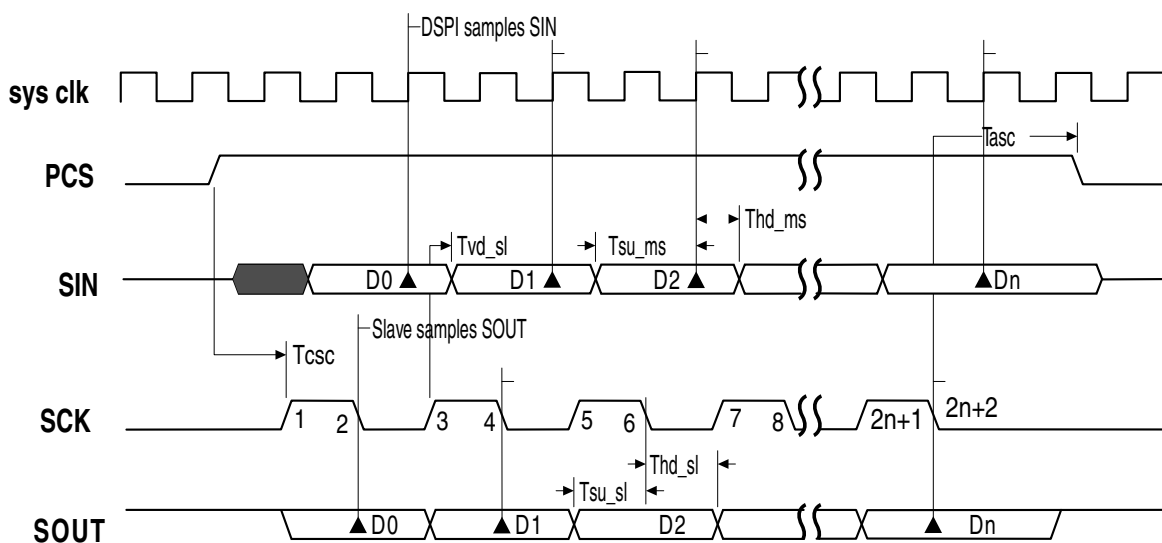 DSPI samples SIN
sys clk
Tasc
PCS
Thd_ms
Tvd_sl
Tsu_ms
SIN
D0
D1
D2
Dn
Slave samples SOUT
Tcsc
SCK
1
2
3
4
5
6
7
8
2n+1
2n+2
Thd_sl
Tsu_sl
SOUT
D0
D1
D2
Dn